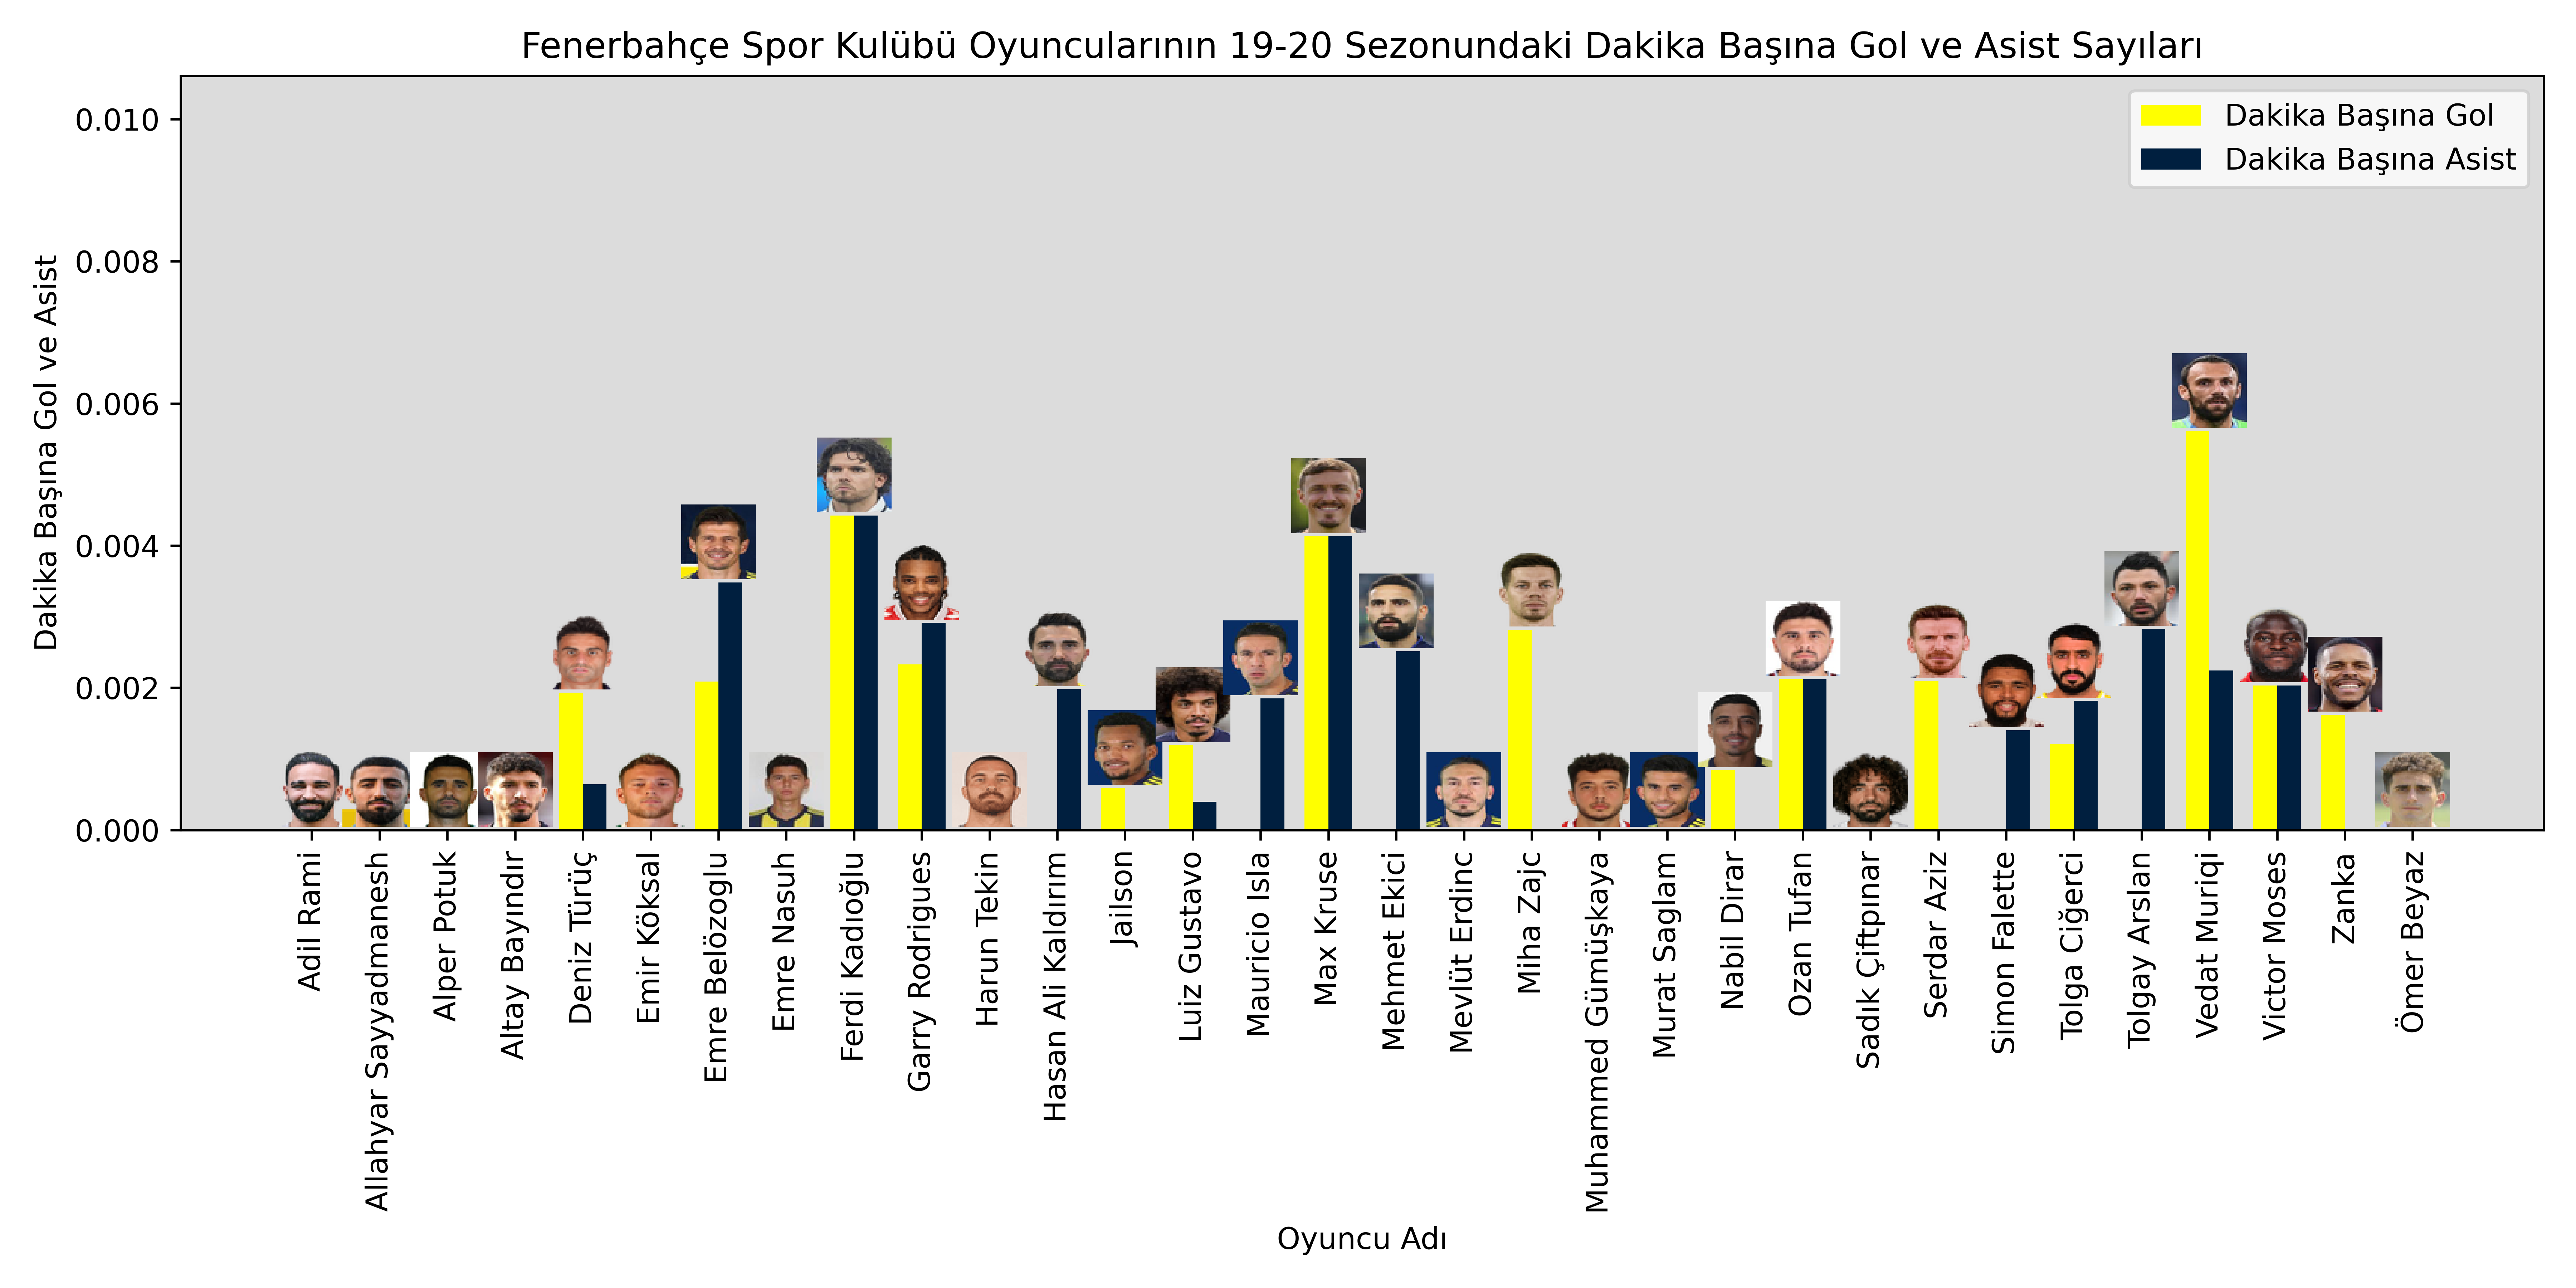 Fenerbahçe Spor Kulübü Oyuncularının 19-20 Sezonundaki Dakika Başına Gol ve Asist Sayıları
Dakika Başına Gol
Dakika Başına Asist
Dakika Başına Gol ve Asist
0.010
0.008
0.006
0.004
0.002
0.000
Adil Rami
Allahyar Sayyadmanesh
Alper Potuk
Altay Bayındır
Deniz Türüç
Emir Köksal
Emre Belözoglu
Emre Nasuh
Ferdi Kadıoğlu
Garry Rodrigues
Harun Tekin
Hasan Ali Kaldırım
Jailson
Luiz Gustavo
Mauricio Isla
Max Kruse
Mehmet Ekici
Mevlüt Erdinc
Miha Zajc
Muhammed Gümüşkaya
Murat Saglam
Nabil Dirar
Ozan Tufan
Sadık Çiftpınar
Serdar Aziz
Simon Falette
Tolga Ciğerci
Tolgay Arslan
Vedat Muriqi
Victor Moses
Zanka
Ömer Beyaz
Oyuncu Adı